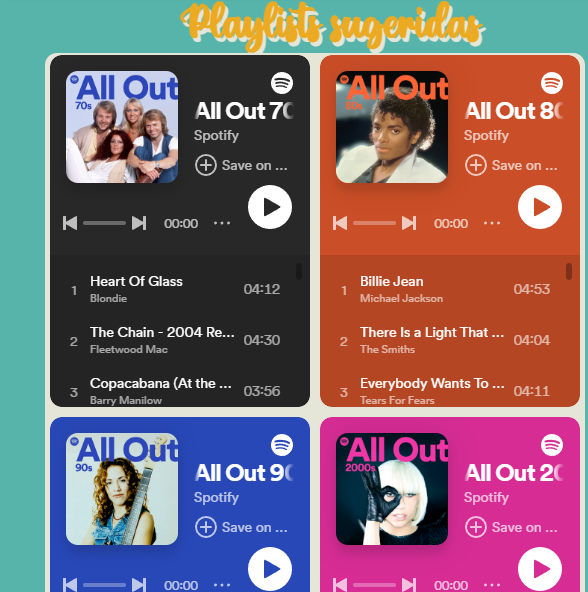 Playlists sugeridas
All Out
70s
All Out 70
Spotify
Save on ...
00:00
1 Heart Of Glass 04:12
Blondie
2 The Chain - 2004 Re... 04:30
Fleetwood Mac
3 Copacabana (At the ... 03:56
Barry Manilow
All Out
80s
All Out 80
Spotify
Save on ...
00:00
1 Billie Jean 04:53
Michael Jackson
2 There Is a Light That ... 04:04
The Smiths
3 Everybody Wants To ... 04:11
Tears For Fears
All Out
90s
All Out 90
Spotify
Save on ...
00:00
All Out
2000s
All Out 20
Spotify
Save on ...
00:00